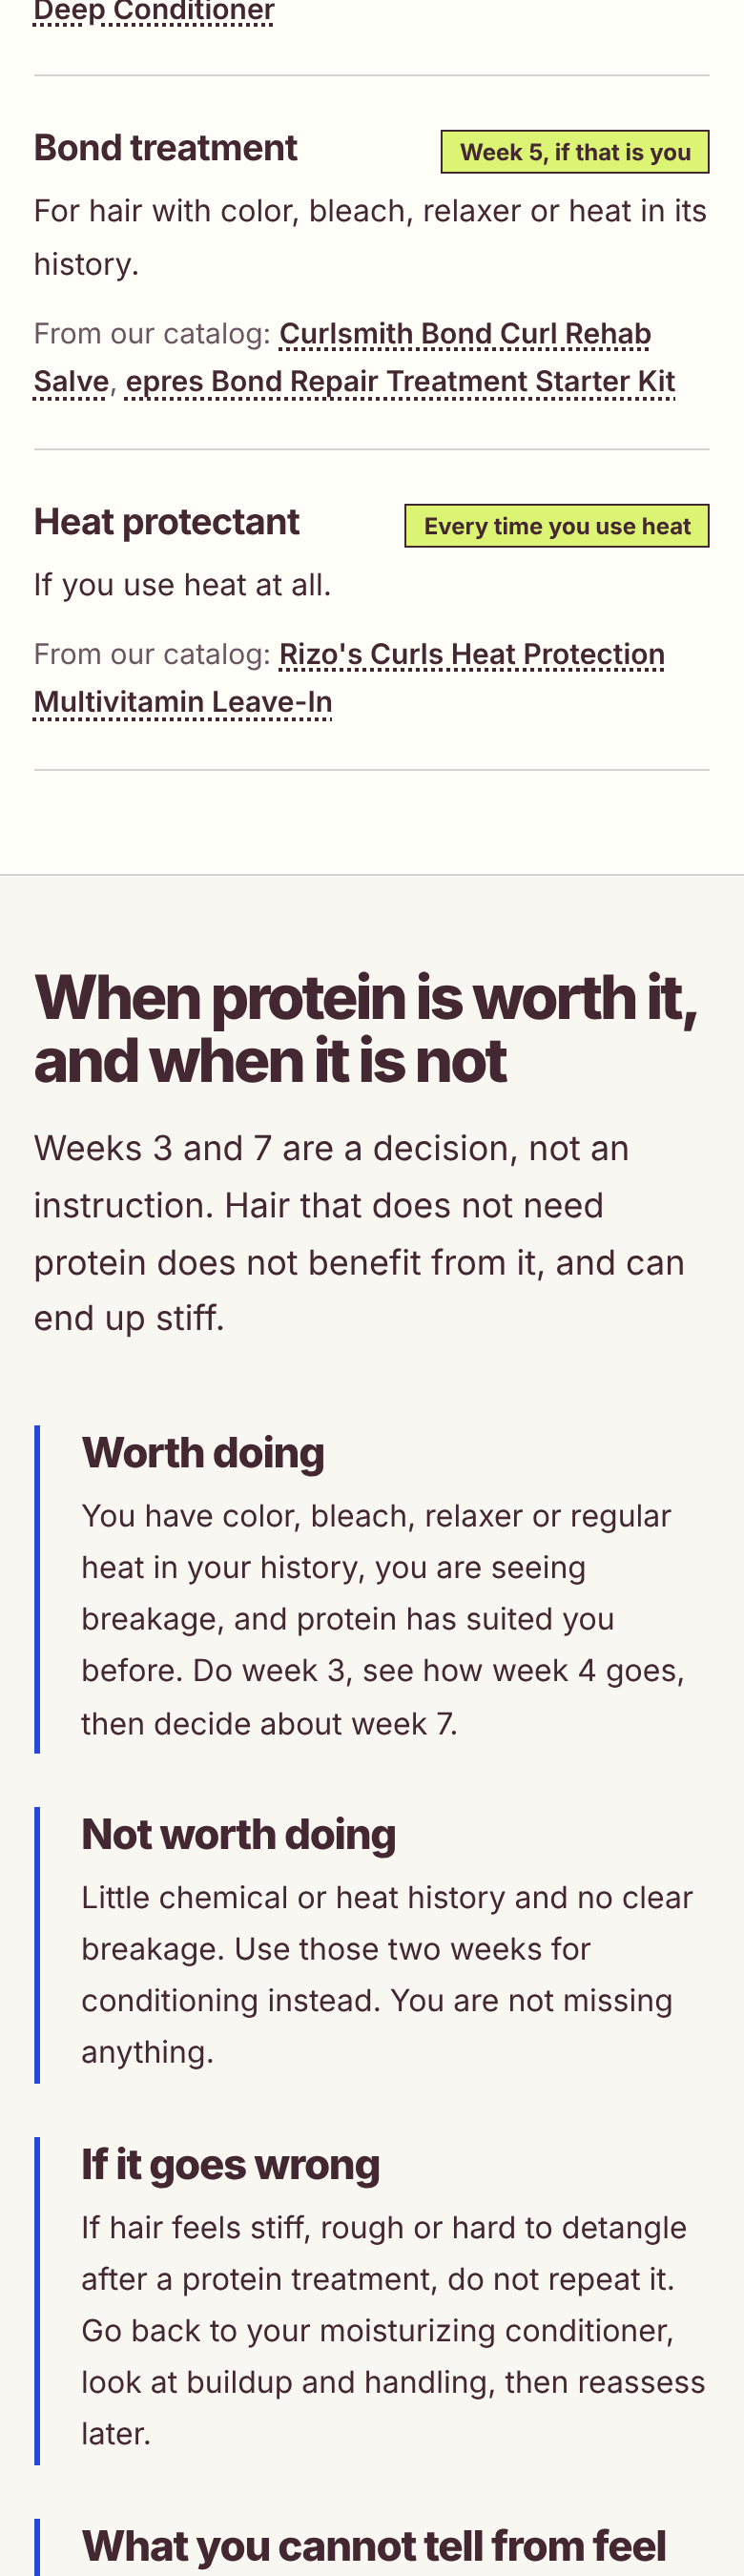 Deep Conditioner
Bond treatment
Week 5, if that is you
For hair with color, bleach, relaxer or heat in its
history.
From our catalog: Curlsmith Bond Curl Rehab
Salve, epres Bond Repair Treatment Starter Kit
Heat protectant
Every time you use heat
If you use heat at all.
From our catalog: Rizo's Curls Heat Protection
Multivitamin Leave-In
When protein is worth it,
and when it is not
Weeks 3 and 7 are a decision, not an
instruction. Hair that does not need
protein does not benefit from it, and can
end up stiff.
Worth doing
You have color, bleach, relaxer or regular
heat in your history, you are seeing
breakage, and protein has suited you
before. Do week 3, see how week 4 goes,
then decide about week 7.
Not worth doing
Little chemical or heat history and no clear
breakage. Use those two weeks for
conditioning instead. You are not missing
anything.
If it goes wrong
If hair feels stiff, rough or hard to detangle
after a protein treatment, do not repeat it.
Go back to your moisturizing conditioner,
look at buildup and handling, then reassess
later.
What you cannot tell from feel